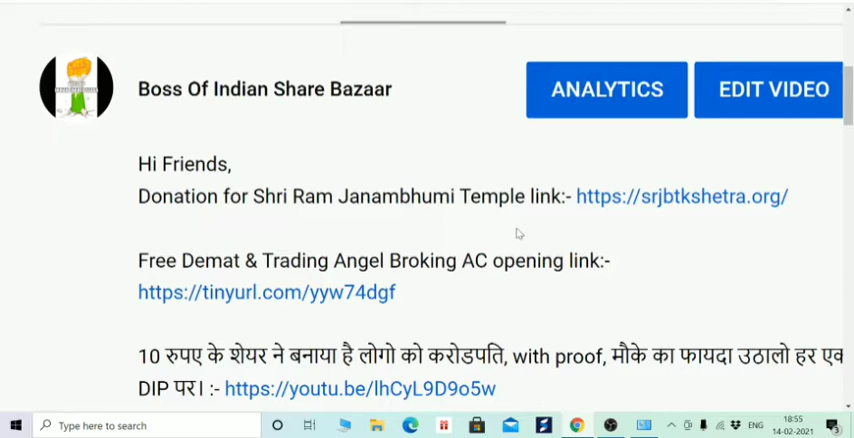 Boss Of Indian Share Bazaar
ANALYTICS
EDIT VIDEO
Hi Friends,
Donation for Shri Ram Janambhumi Temple link:- https://srjbtkshetra.org/
Free Demat & Trading Angel Broking AC opening link:-
https://tinyurl.com/yyw74dgf
10 रुपए के शेयर ने बनाया है लोगो को करोडपति, with proof, मौके का फायदा उठालो हर एक
DIP पर। :- https://youtu.be/lhCyL9D9o5w
Type here to search
ENG
18:55
14-02-2021
3